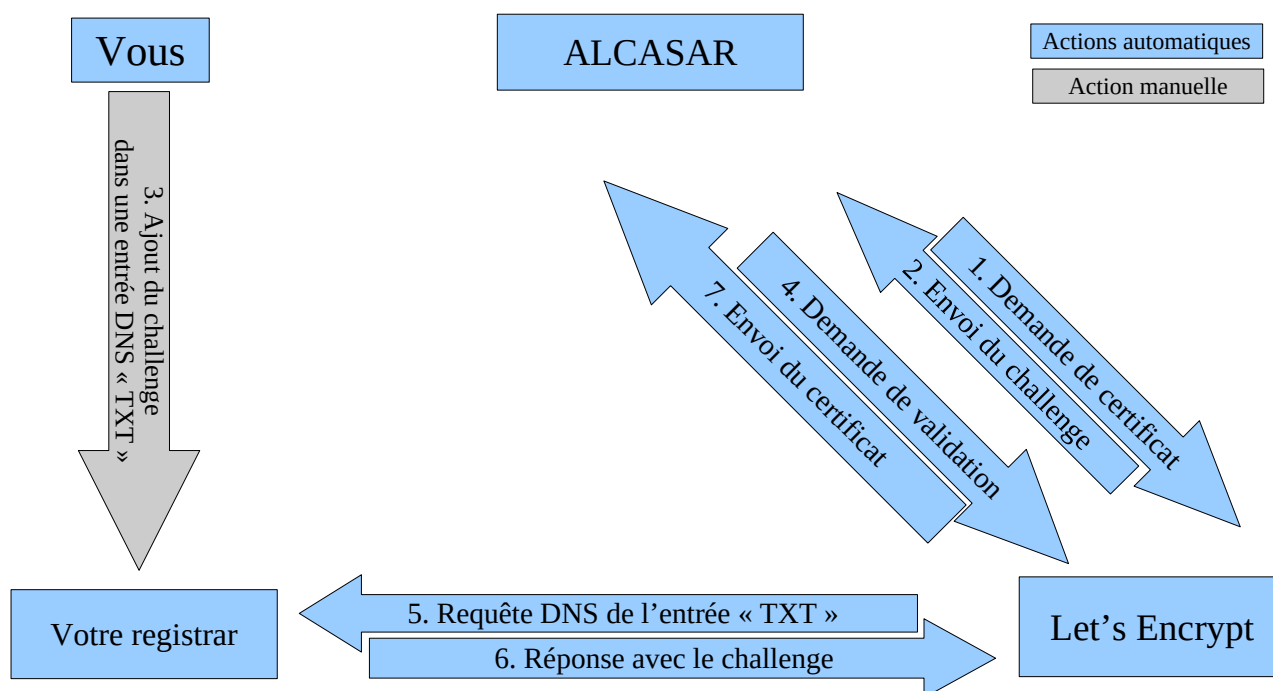 Vous
ALCASAR
Actions automatiques
Action manuelle
3. Ajout du challenge
dans une entrée DNS « TXT »
1. Demande de certificat
2. Envoi du challenge
4. Demande de validation
7. Envoi du certificat
5. Requête DNS de l’entrée « TXT »
6. Réponse avec le challenge
Votre registrar
Let’s Encrypt